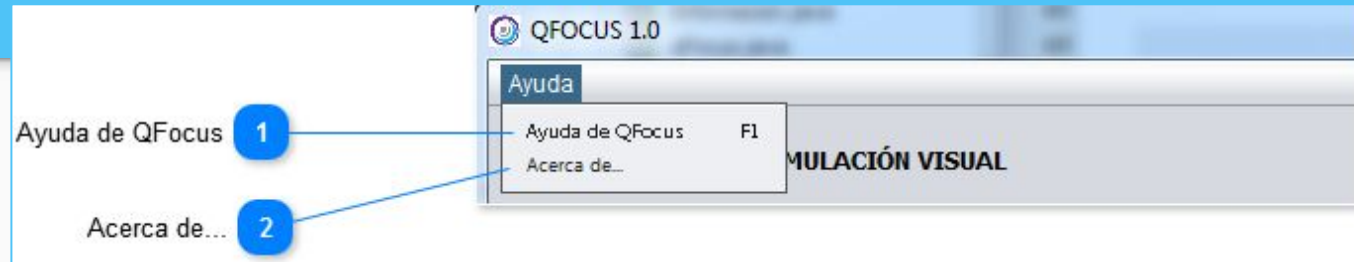 QFOCUS 1.0
Ayuda
Ayuda de QFocus 1
Ayuda de QFocus F1
Acerca de...
MULACIÓN VISUAL
Acerca de... 2